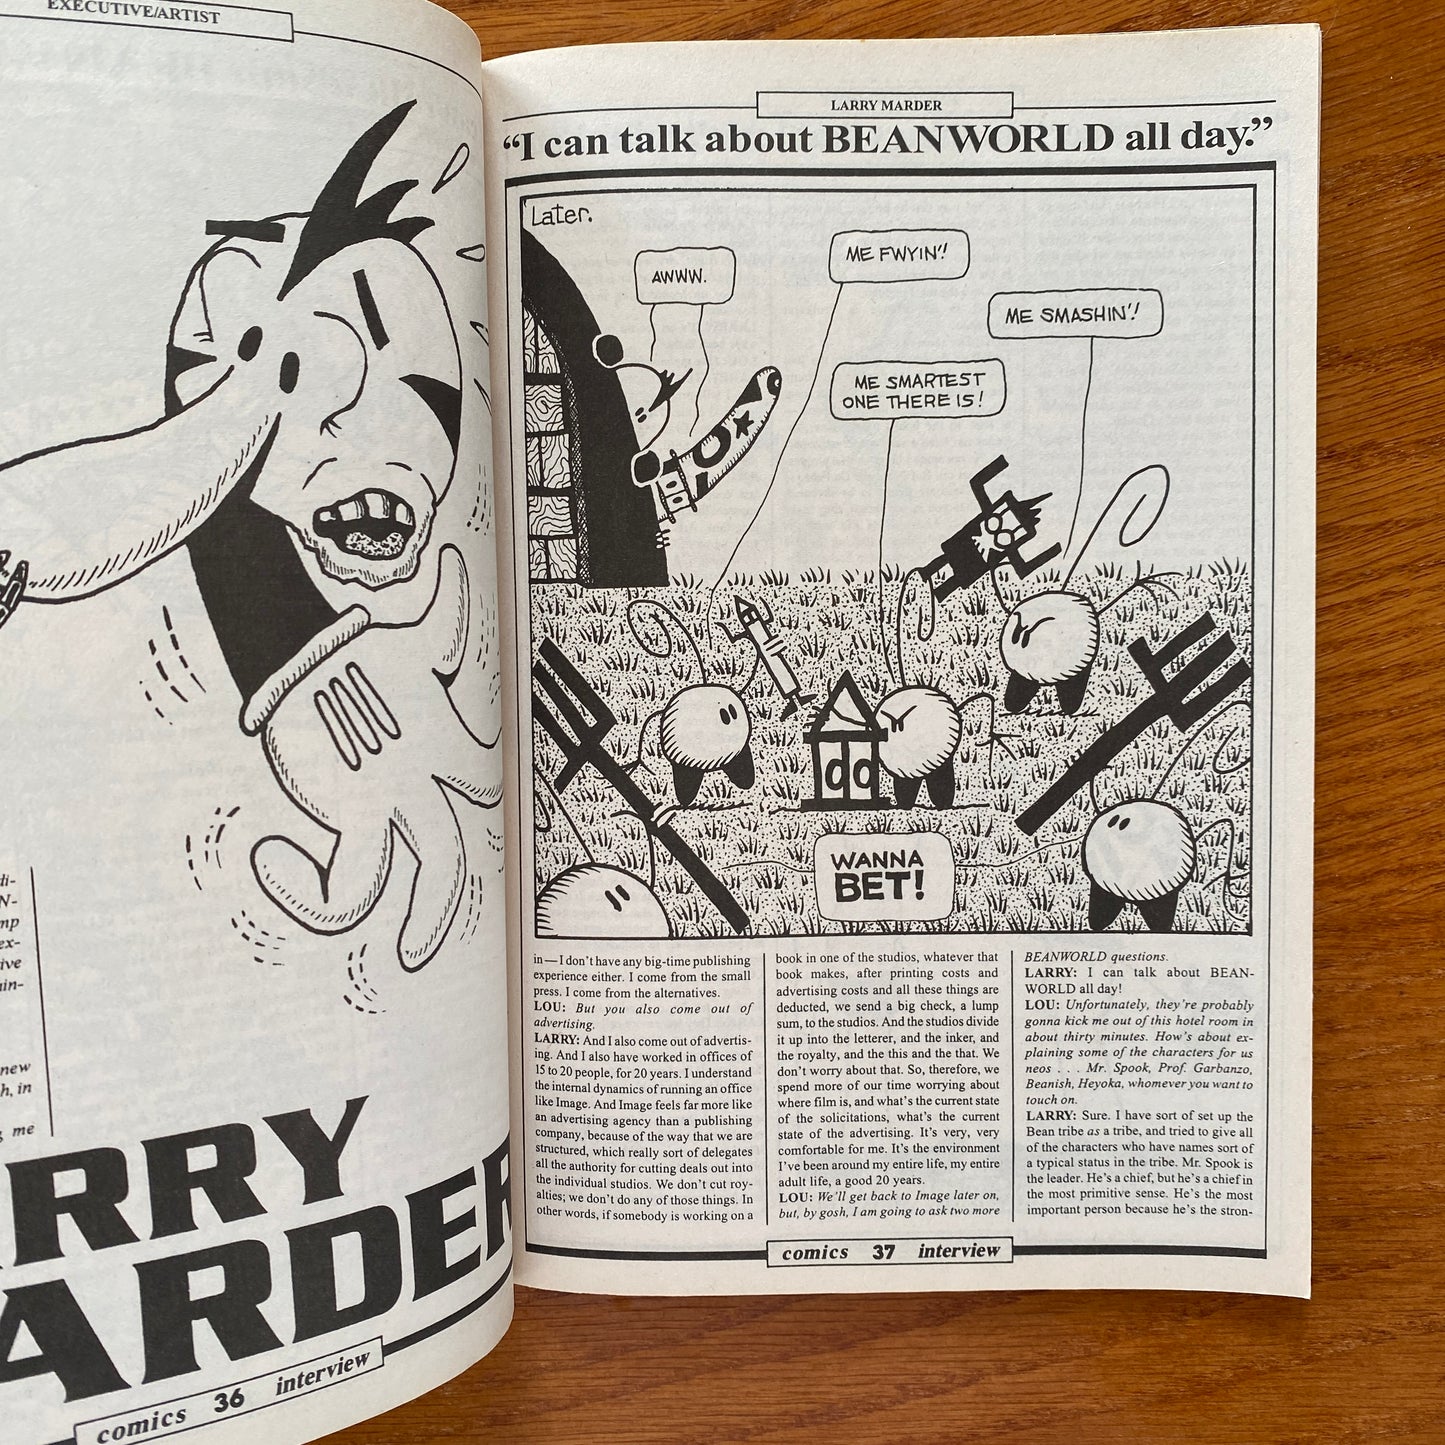 EXECUTIVE/ARTIST
new
h, in
me
comics 36 interview
LARRY MARDER
“I can talk about BEANWORLD all day.”
Later.
AWWW.
ME FWYIN'!
ME SMASHIN'!
ME SMARTEST
ONE THERE IS!
WANNA
BET!
in—I don't have any big-time publishing
experience either. I come from the small
press. I come from the alternatives.
LOU: But you also come out of
advertising.
LARRY: And I also come out of advertis-
ing. And I also have worked in offices of
15 to 20 people, for 20 years. I understand
the internal dynamics of running an office
like Image. And Image feels far more like
an advertising agency than a publishing
company, because of the way that we are
structured, which really sort of delegates
all the authority for cutting deals out into
the individual studios. We don't cut roy-
alties; we don't do any of those things. In
other words, if somebody is working on a
book in one of the studios, whatever that
book makes, after printing costs and
advertising costs and all these things are
deducted, we send a big check, a lump
sum, to the studios. And the studios divide
it up into the letterer, and the inker, and
the royalty, and the this and the that. We
don't worry about that. So, therefore, we
spend more of our time worrying about
where film is, and what's the current state
of the solicitations, what's the current
state of the advertising. It's very, very
comfortable for me. It's the environment
I've been around my entire life, my entire
adult life, a good 20 years.
LOU: We'll get back to Image later on,
but, by gosh, I am going to ask two more
BEANWORLD questions.
LARRY: I can talk about BEAN-
WORLD all day!
LOU: Unfortunately, they're probably
gonna kick me out of this hotel room in
about thirty minutes. How's about ex-
plaining some of the characters for us
neos . . . Mr. Spook, Prof. Garbanzo,
Beanish, Heyoka, whomever you want to
touch on.
LARRY: Sure. I have sort of set up the
Bean tribe as a tribe, and tried to give all
of the characters who have names sort of
a typical status in the tribe. Mr. Spook is
the leader. He's a chief, but he's a chief in
the most primitive sense. He's the most
important person because he's the stron-
comics 37 interview